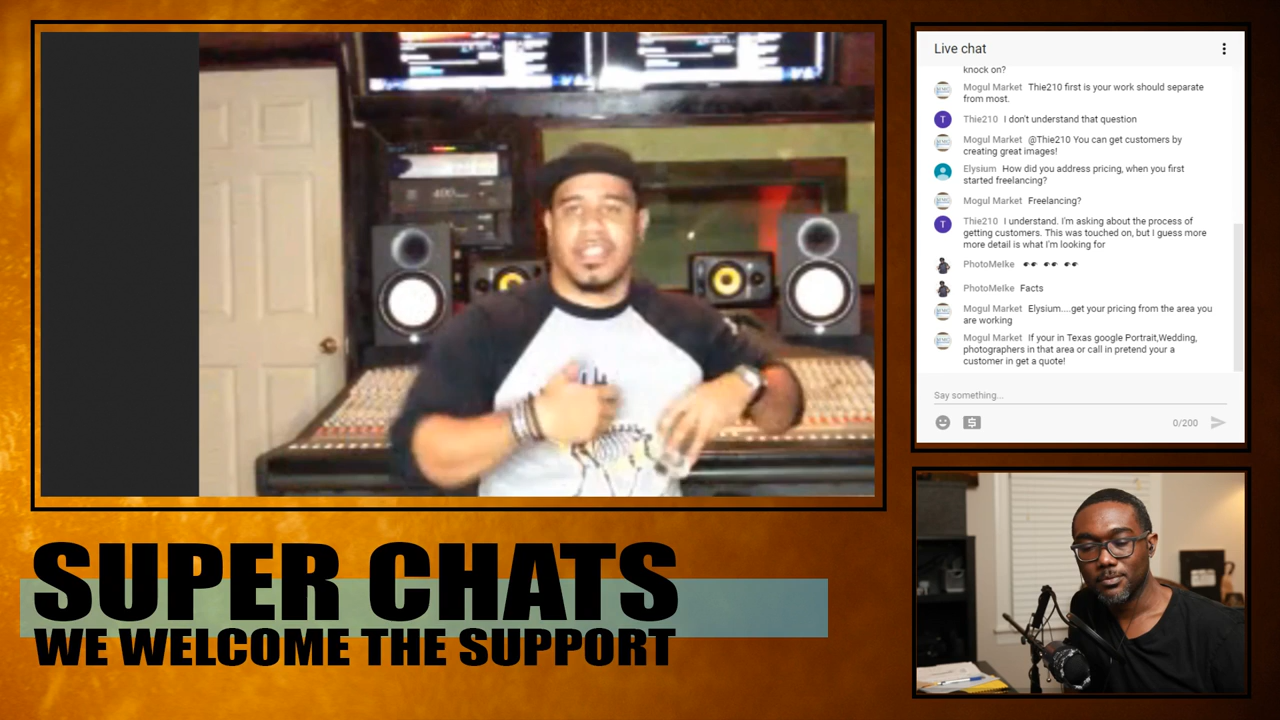 Live chat
knock on?
Mogul Market Thie210 first is your work should separate
from most.
T
Thie210 I don't understand that question
Mogul Market @Thie210 You can get customers by
creating great images!
Elysium How did you address pricing, when you first
started freelancing?
Mogul Market Freelancing?
T
Thie210 I understand. I'm asking about the process of
getting customers. This was touched on, but I guess more
more detail is what I'm looking for
PhotoMeIke
PhotoMeIke Facts
Mogul Market Elysium....get your pricing from the area you
are working
Mogul Market If your in Texas google Portrait,Wedding,
photographers in that area or call in pretend your a
customer in get a quote!
Say something...
0/200
SUPER CHATS
WE WELCOME THE SUPPORT